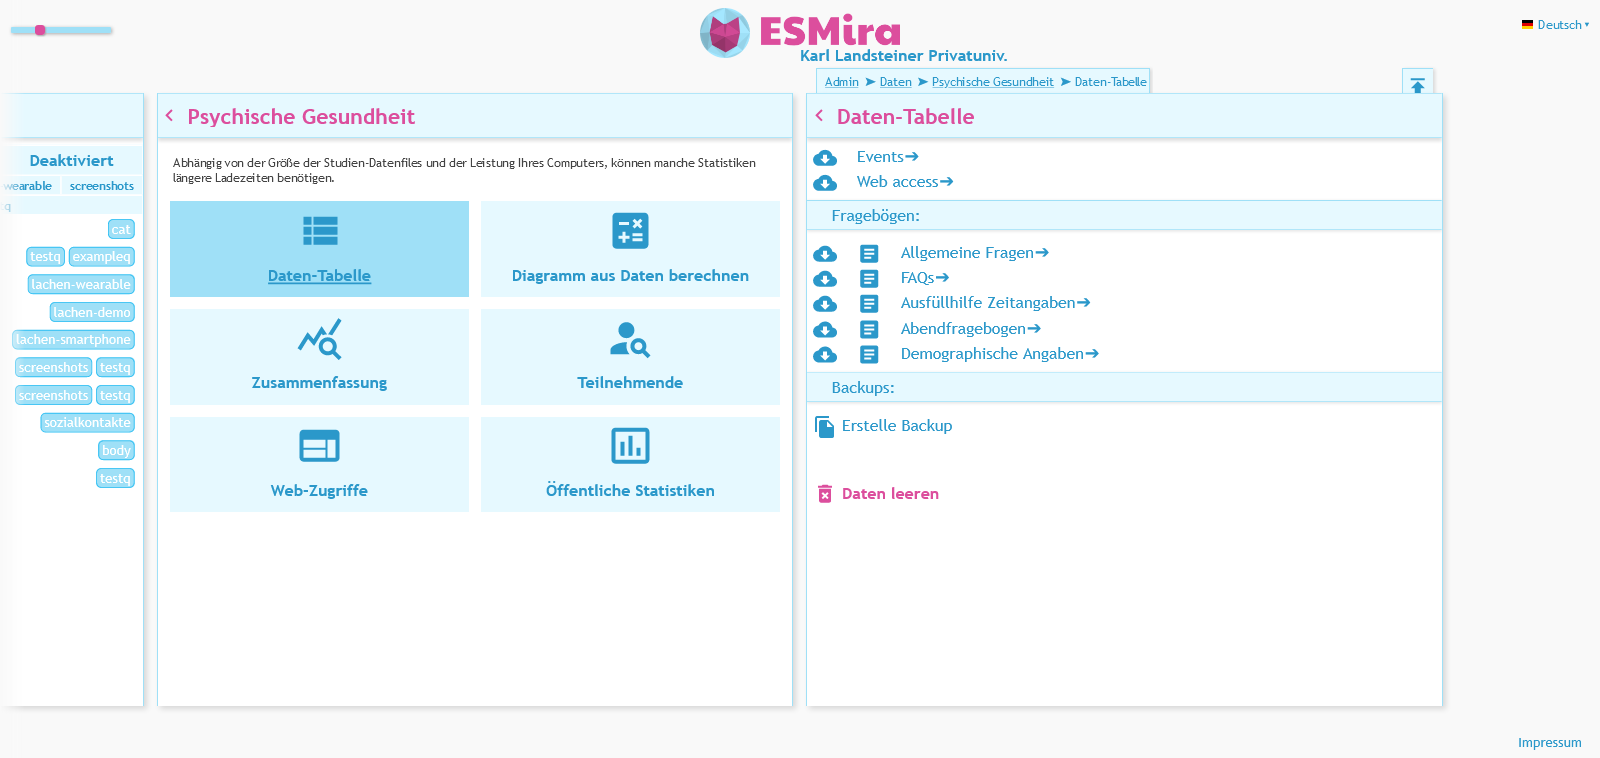 ESMira
Karl Landsteiner Privatuniv.
Deutsch
Admin ➤ Daten ➤ Psychische Gesundheit ➤ Daten-Tabelle
Deaktiviert
wearable screenshots
q
cat
testq exampleq
lachen-wearable
lachen-demo
lachen-smartphone
screenshots testq
screenshots testq
sozialkontakte
body
testq
Psychische Gesundheit
Abhängig von der Größe der Studien-Datenfiles und der Leistung Ihres Computers, können manche Statistiken
längere Ladezeiten benötigen.
Daten-Tabelle
Diagramm aus Daten berechnen
Zusammenfassung
Teilnehmende
Web-Zugriffe
Öffentliche Statistiken
Daten-Tabelle
Events➔
Web access➔
Fragebögen:
Allgemeine Fragen➔
FAQs➔
Ausfüllhilfe Zeitangaben➔
Abendfragebogen➔
Demographische Angaben➔
Backups:
Erstelle Backup
Daten leeren
Impressum